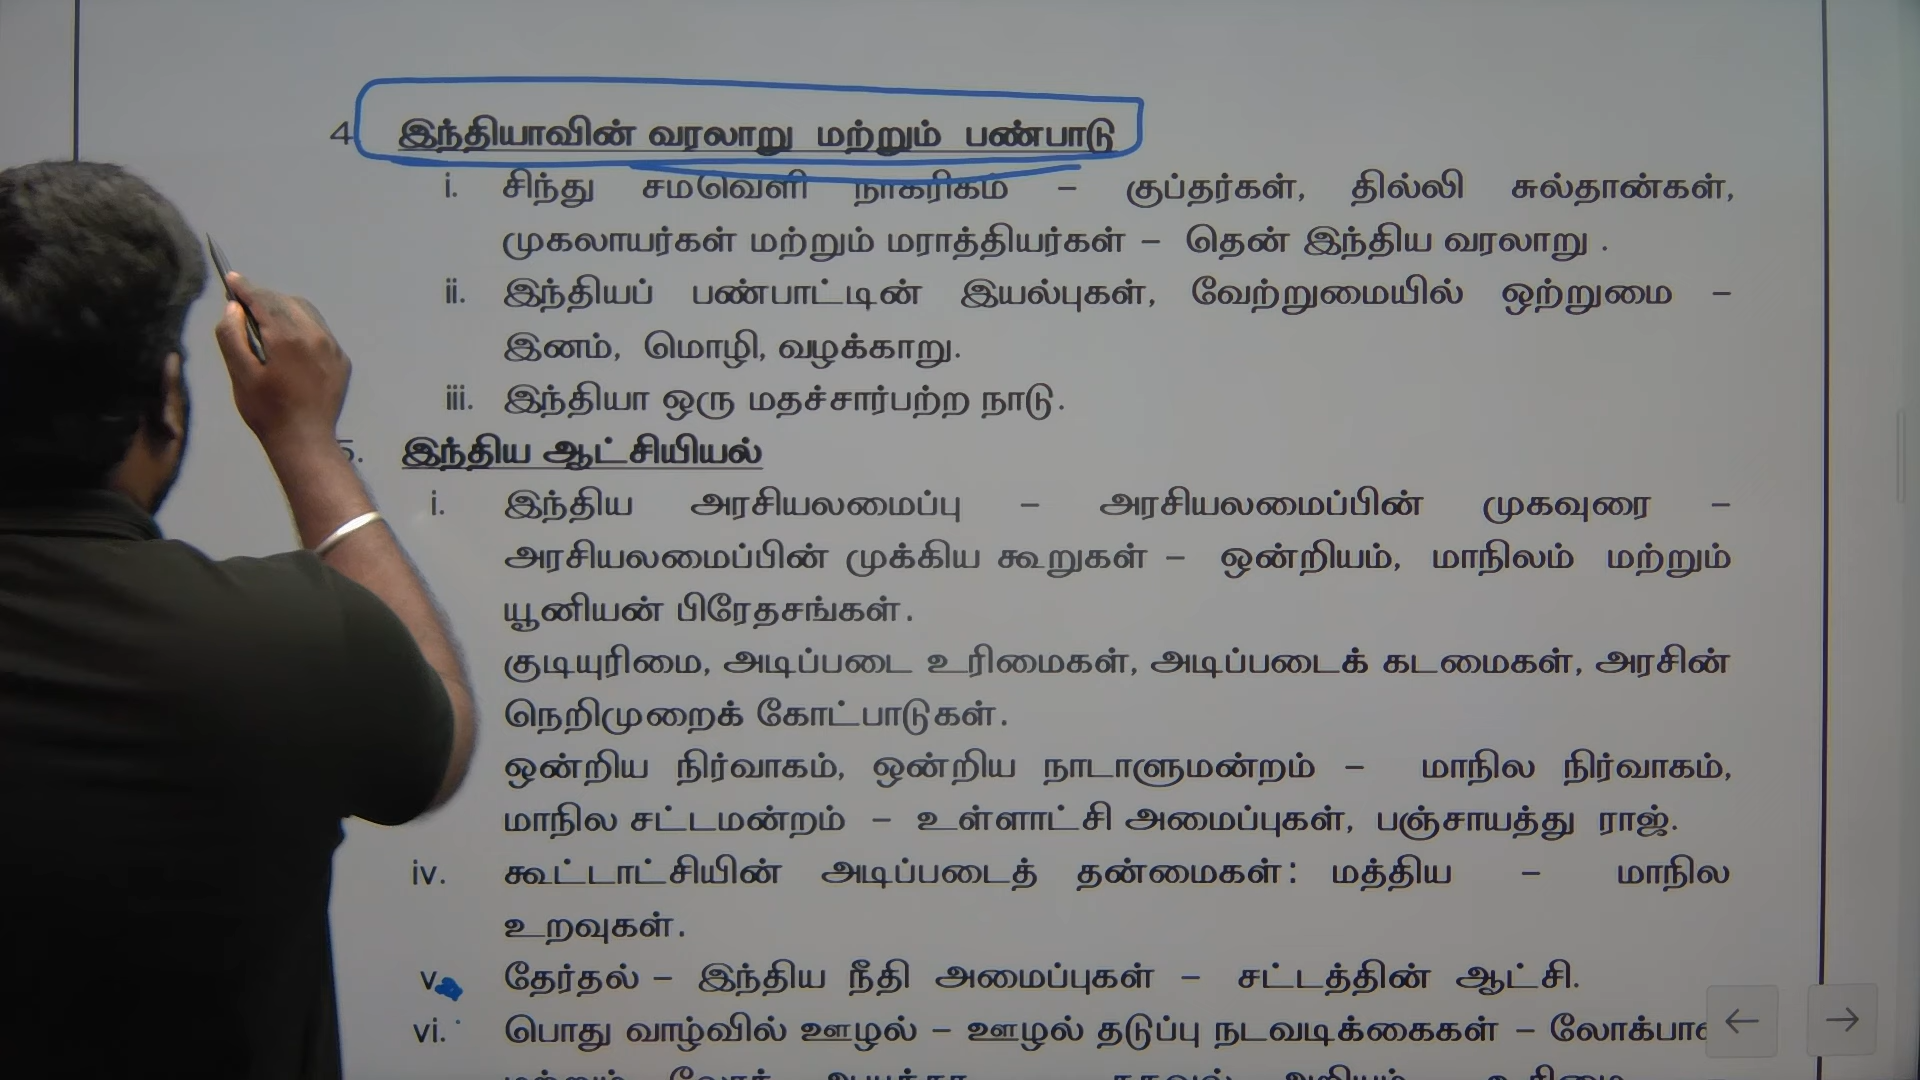 4 இந்தியாவின் வரலாறு மற்றும் பண்பாடு
i. சிந்து சமவெளி நாகரிகம் – குப்தர்கள், தில்லி சுல்தான்கள்,
முகலாயர்கள் மற்றும் மராத்தியர்கள் – தென் இந்திய வரலாறு .
ii. இந்தியப் பண்பாட்டின் இயல்புகள், வேற்றுமையில் ஒற்றுமை –
இனம், மொழி, வழக்காறு.
iii. இந்தியா ஒரு மதச்சார்பற்ற நாடு.
5. இந்திய ஆட்சியியல்
i. இந்திய அரசியலமைப்பு – அரசியலமைப்பின் முகவுரை –
அரசியலமைப்பின் முக்கிய கூறுகள் – ஒன்றியம், மாநிலம் மற்றும்
யூனியன் பிரேதசங்கள்.
குடியுரிமை, அடிப்படை உரிமைகள், அடிப்படைக் கடமைகள், அரசின்
நெறிமுறைக் கோட்பாடுகள்.
ஒன்றிய நிர்வாகம், ஒன்றிய நாடாளுமன்றம் – மாநில நிர்வாகம்,
மாநில சட்டமன்றம் – உள்ளாட்சி அமைப்புகள், பஞ்சாயத்து ராஜ்.
iv. கூட்டாட்சியின் அடிப்படைத் தன்மைகள்: மத்திய – மாநில
உறவுகள்.
v. தேர்தல் – இந்திய நீதி அமைப்புகள் – சட்டத்தின் ஆட்சி.
vi. பொது வாழ்வில் ஊழல் – ஊழல் தடுப்பு நடவடிக்கைகள் –